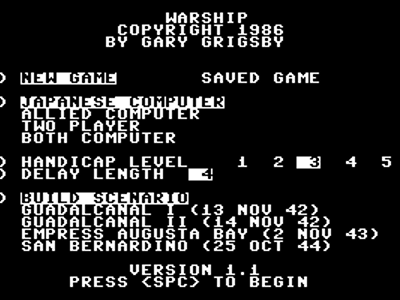 WARSHIP
COPYRIGHT 1986
BY GARY GRIGSBY
) NEW GAME SAVED GAME
) JAPANESE COMPUTER
ALLIED COMPUTER
TWO PLAYER
BOTH COMPUTER
) HANDICAP LEVEL 1 2 3 4 5
) DELAY LENGTH 4
) BUILD SCENARIO
GUADALCANAL I (13 NOV 42)
GUADALCANAL II (14 NOV 42)
EMPRESS AUGUSTA BAY (2 NOV 43)
SAN BERNARDINO (25 OCT 44)
VERSION 1.1
PRESS <SPC> TO BEGIN